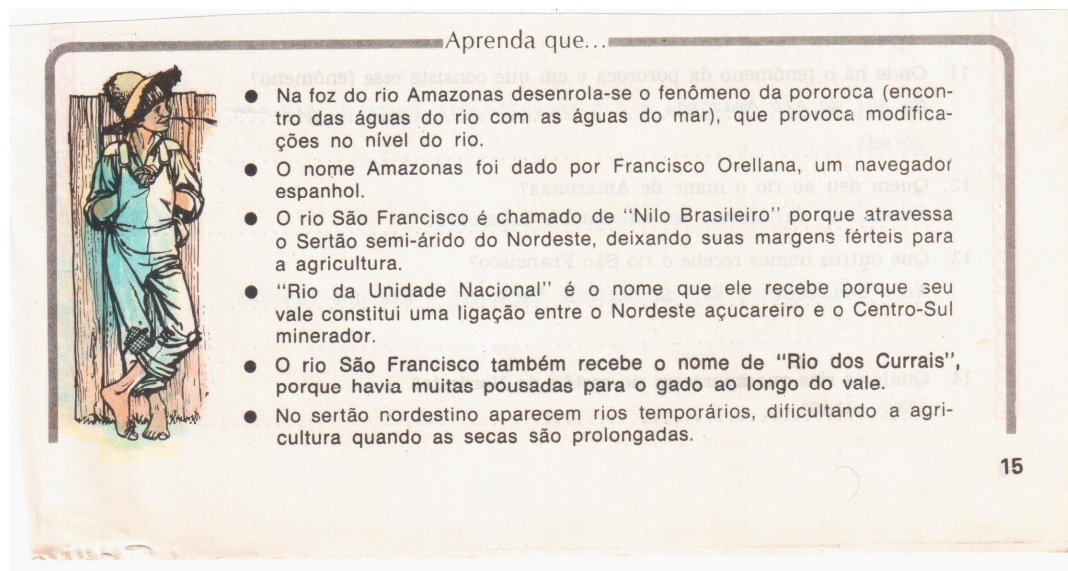 Aprenda que...
● Na foz do rio Amazonas desenrola-se o fenômeno da pororoca (encon-
tro das águas do rio com as águas do mar), que provoca modifica-
ções no nível do rio.
● O nome Amazonas foi dado por Francisco Orellana, um navegador
espanhol.
● O rio São Francisco é chamado de "Nilo Brasileiro" porque atravessa
o Sertão semi-árido do Nordeste, deixando suas margens férteis para
a agricultura.
● "Rio da Unidade Nacional" é o nome que ele recebe porque seu
vale constitui uma ligação entre o Nordeste açucareiro e o Centro-Sul
minerador.
● O rio São Francisco também recebe o nome de "Rio dos Currais",
porque havia muitas pousadas para o gado ao longo do vale.
● No sertão nordestino aparecem rios temporários, dificultando a agri-
cultura quando as secas são prolongadas.
15